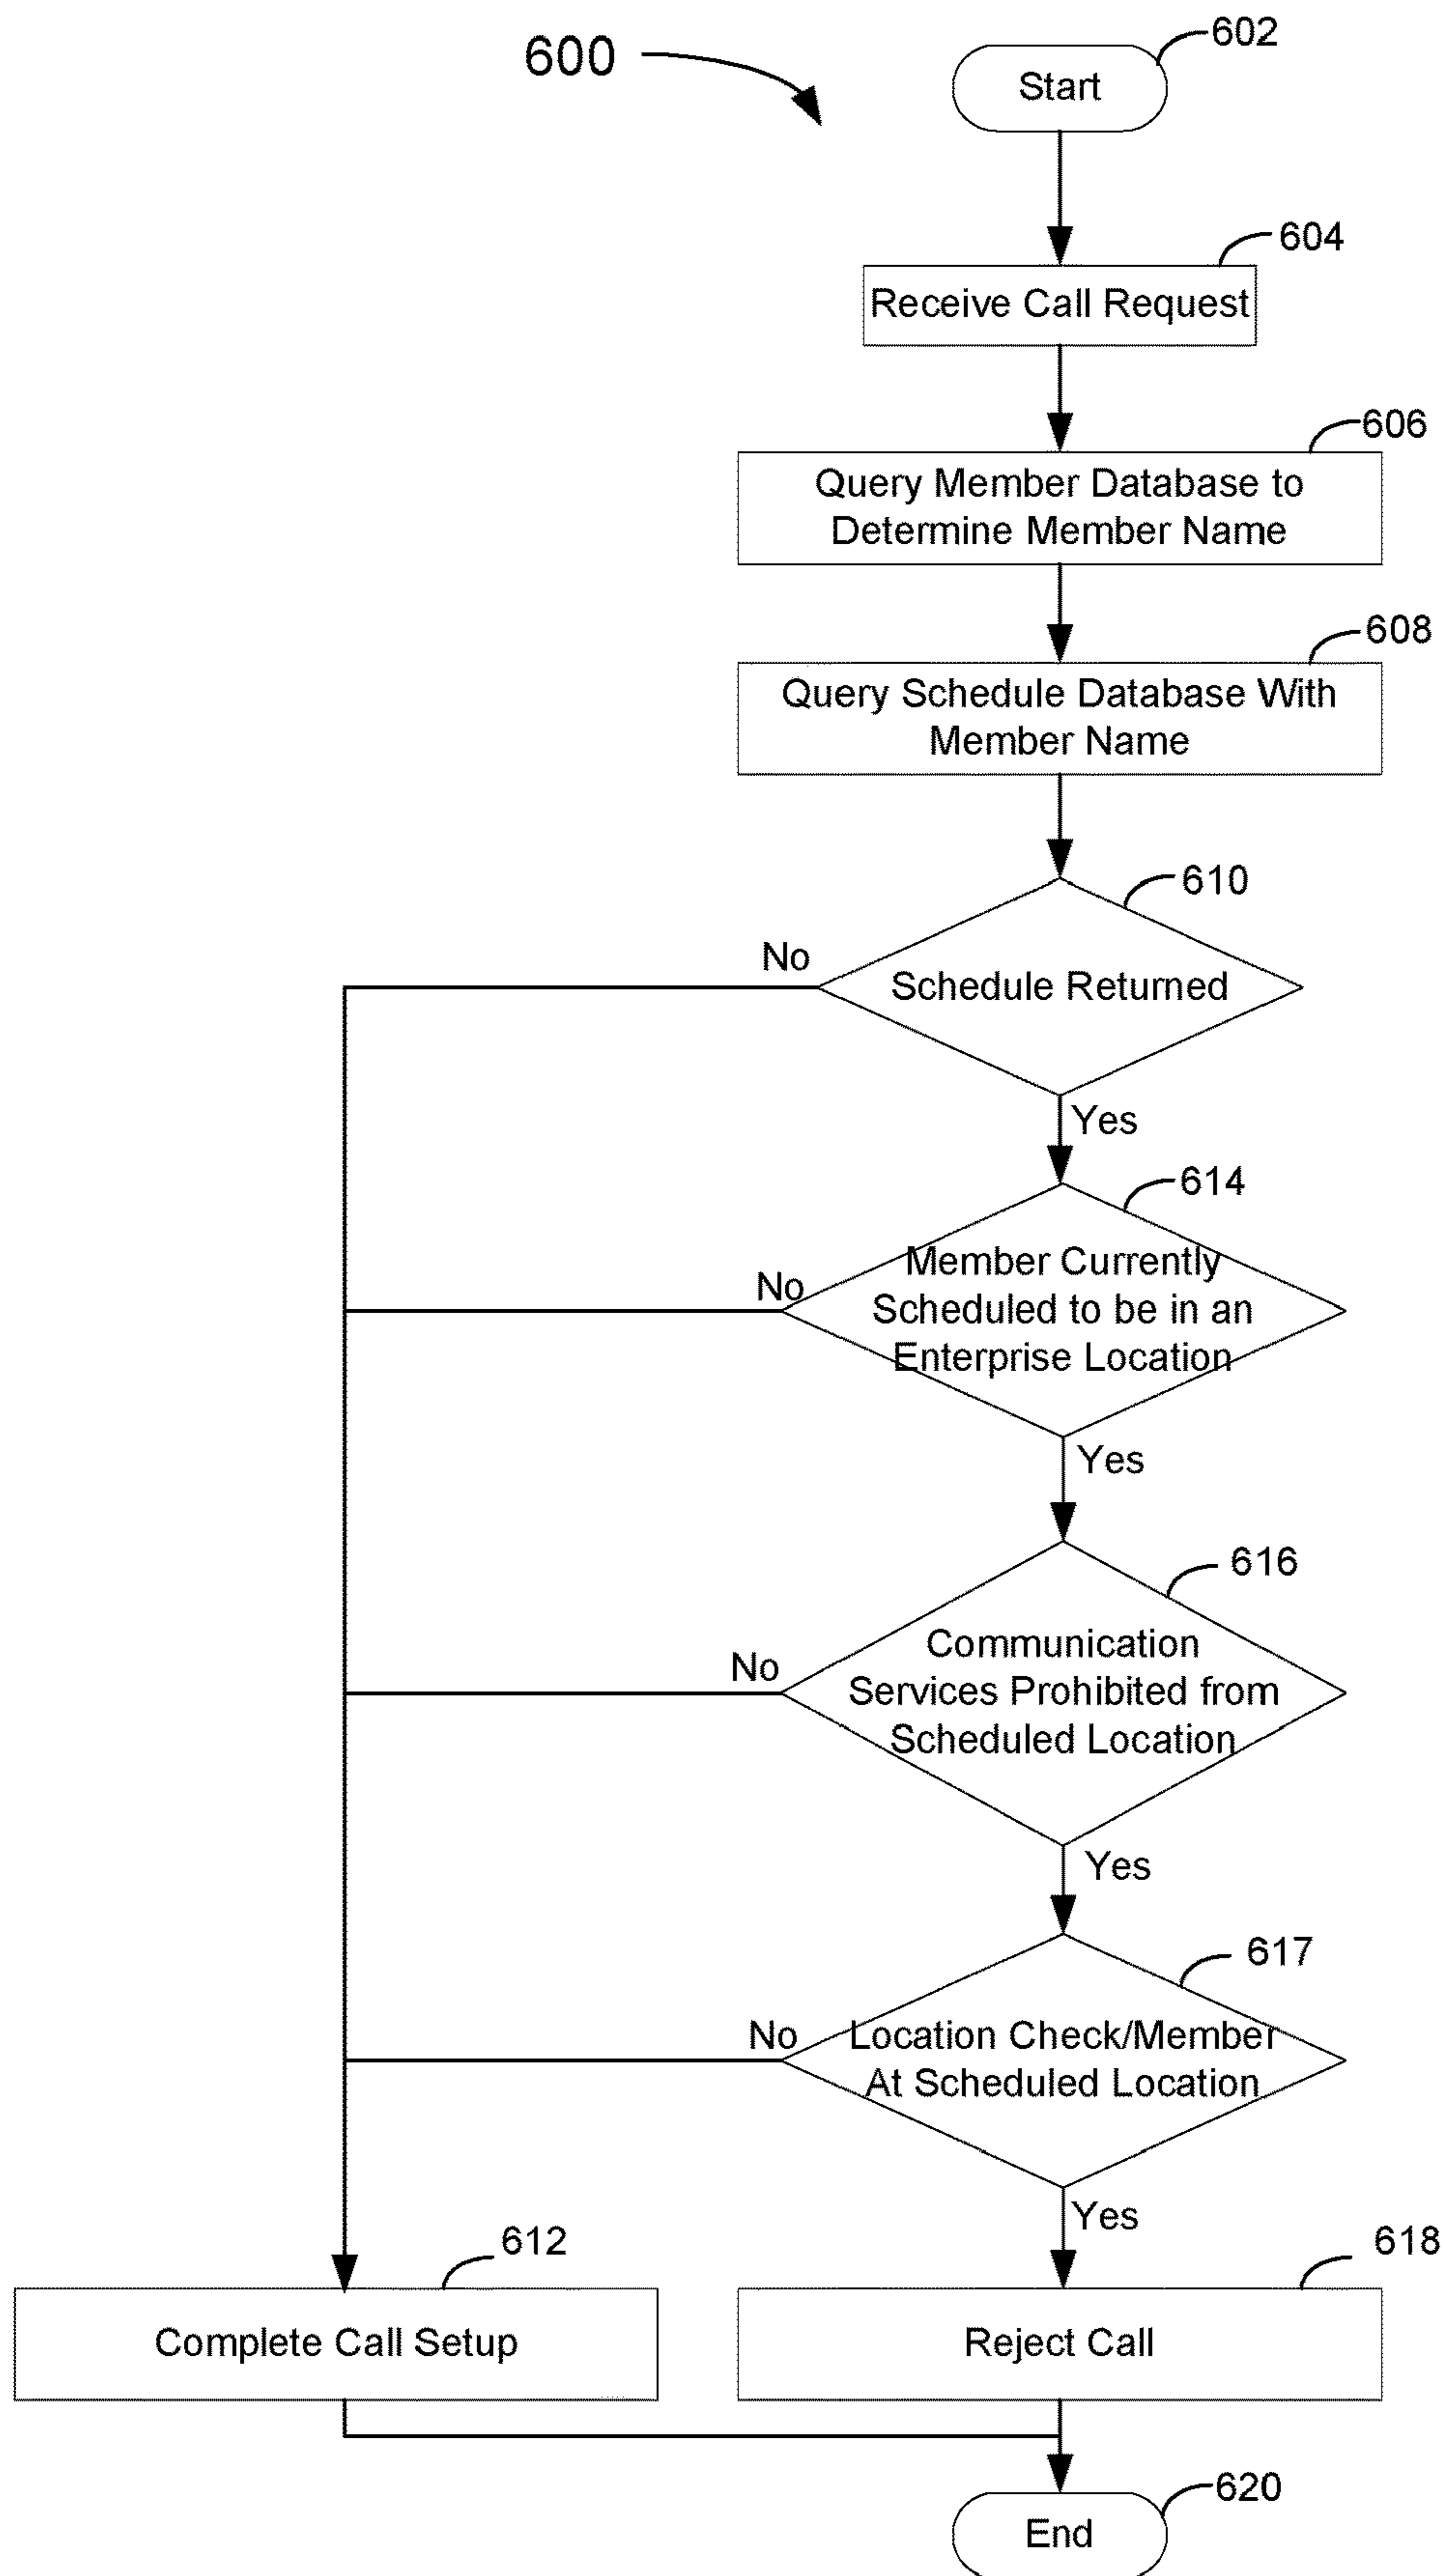 600
602
Start
604
Receive Call Request
606
Query Member Database to
Determine Member Name
608
Query Schedule Database With
Member Name
610
No
Schedule Returned
Yes
614
No
Member Currently
Scheduled to be in an
Enterprise Location
Yes
616
No
Communication
Services Prohibited from
Scheduled Location
Yes
617
No
Location Check/Member
At Scheduled Location
Yes
612
618
Complete Call Setup
Reject Call
620
End